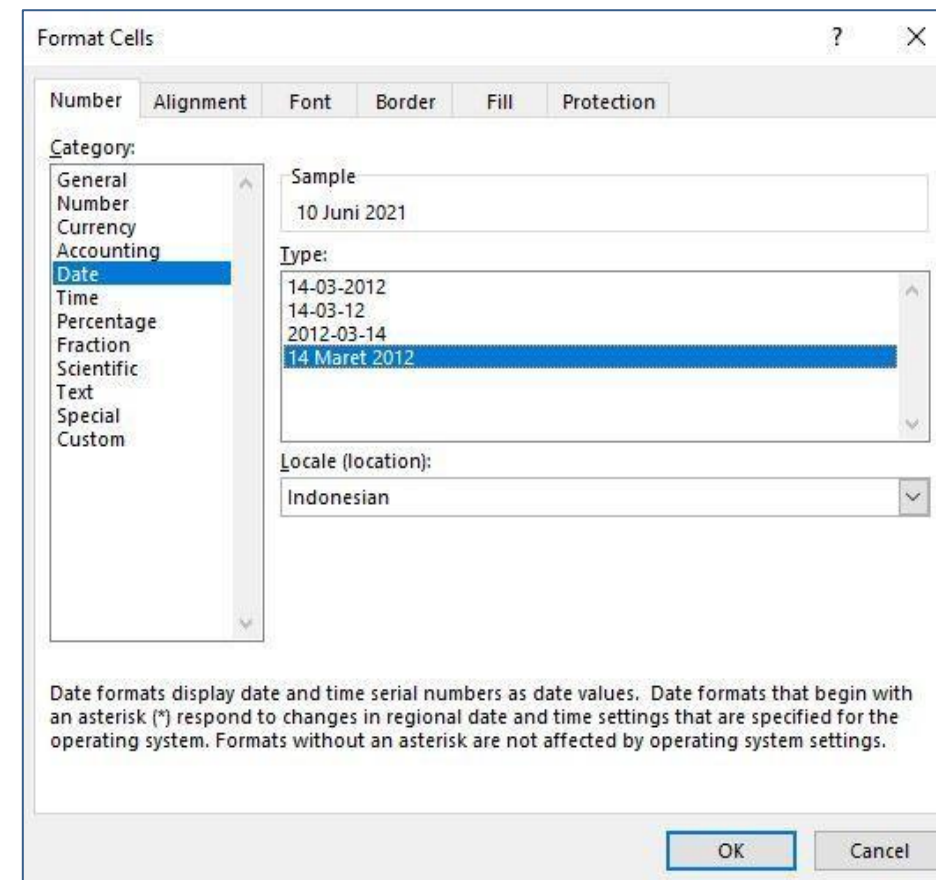 Format Cells
?
Number Alignment Font Border Fill Protection
Category:
General
Number
Currency
Accounting
Date
Time
Percentage
Fraction
Scientific
Text
Special
Custom
Sample
10 Juni 2021
Type:
14-03-2012
14-03-12
2012-03-14
14 Maret 2012
Locale (location):
Indonesian
Date formats display date and time serial numbers as date values. Date formats that begin with
an asterisk (*) respond to changes in regional date and time settings that are specified for the
operating system. Formats without an asterisk are not affected by operating system settings.
OK Cancel